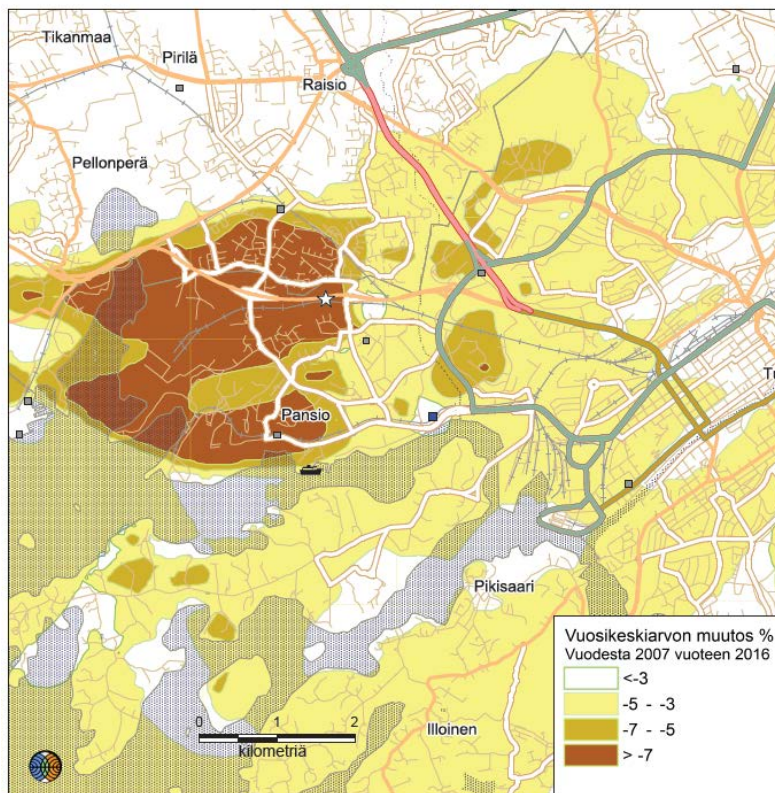 Tikanmaa
Pirilä
Raisio
Pellonperä
Pansio
Tu
Pikisaari
Illoinen
0 1 2
kilometriä
Vuosikeskiarvon muutos %
Vuodesta 2007 vuoteen 2016
<-3
-5 - -3
-7 - -5
> -7